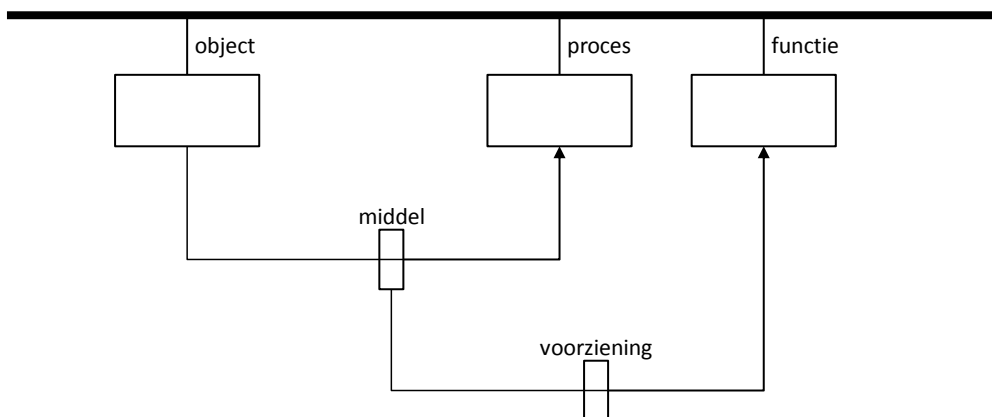 object
proces
functie
middel
voorziening